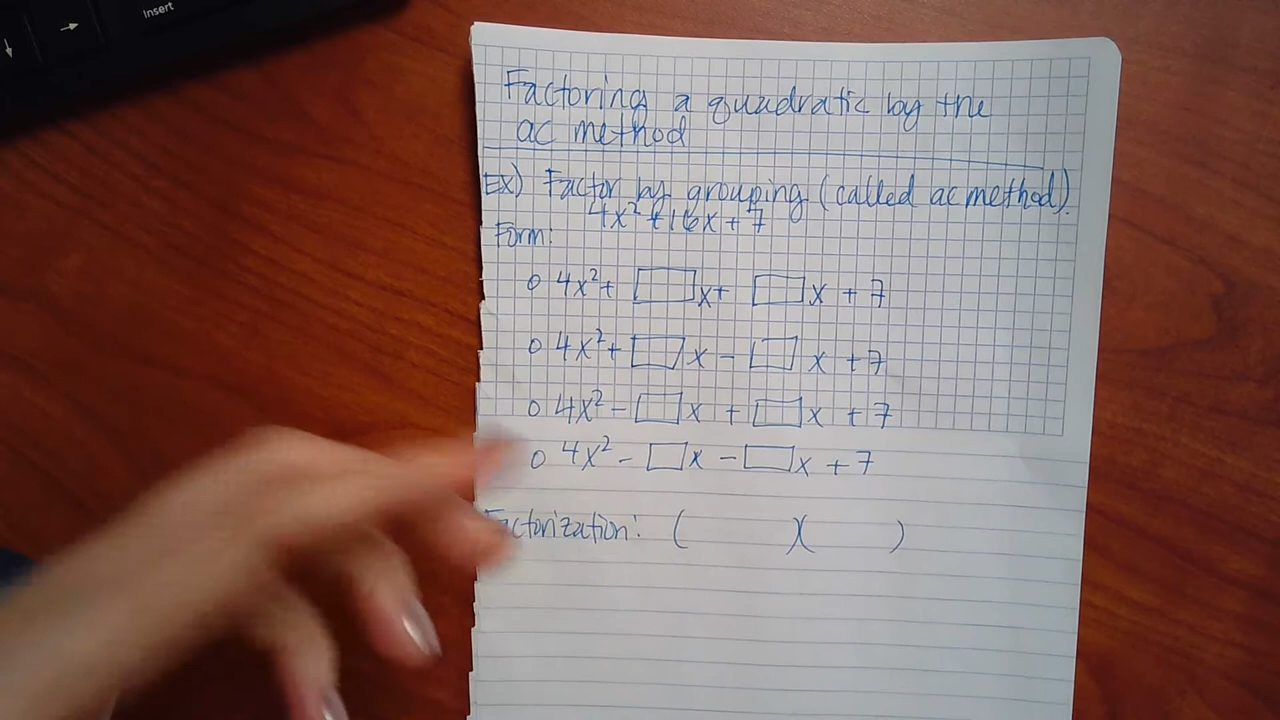 Insert
Factoring a quadratic by the
ac method
Ex) Factor by grouping (called ac method).
4x² + 16x + 7
Form:
○ 4x² + □x + □x + 7
○ 4x² + □x - □x + 7
○ 4x² - □x + □x + 7
○ 4x² - □x - □x + 7
Factorization: (        )(        )